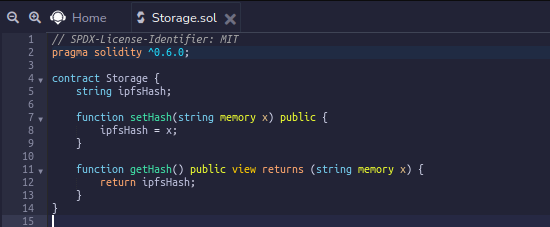 Home
Storage.sol
1 // SPDX-License-Identifier: MIT
2 pragma solidity ^0.6.0;
3
4 contract Storage {
5     string ipfsHash;
6
7     function setHash(string memory x) public {
8         ipfsHash = x;
9     }
10
11     function getHash() public view returns (string memory x) {
12         return ipfsHash;
13     }
14 }
15